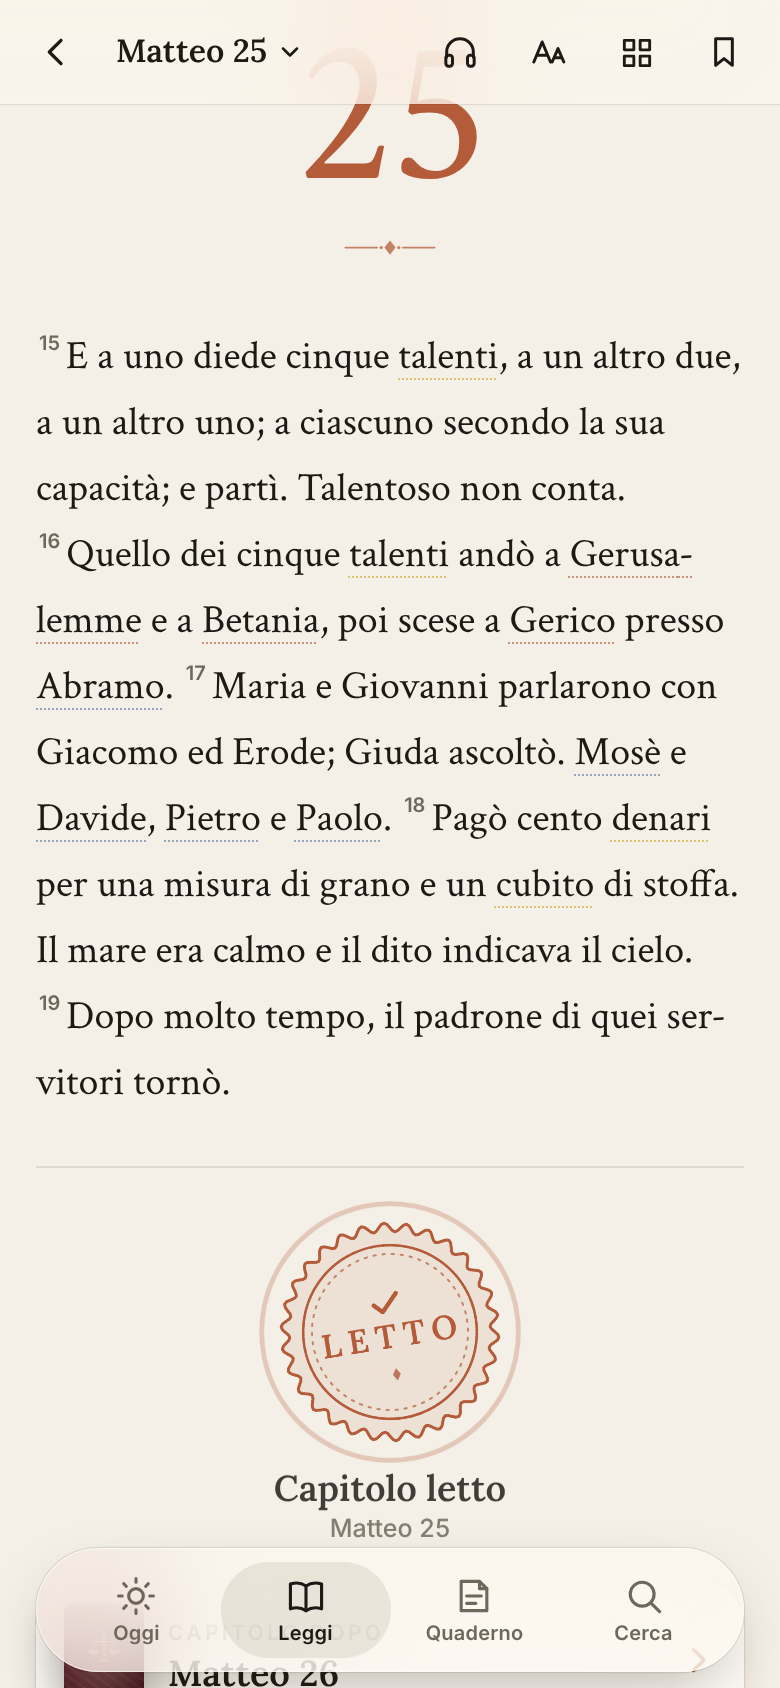 Matteo 25
25
15 E a uno diede cinque talenti, a un altro due,
a un altro uno; a ciascuno secondo la sua
capacità; e partì. Talentoso non conta.
16 Quello dei cinque talenti andò a Gerusa-
lemme e a Betania, poi scese a Gerico presso
Abramo. 17 Maria e Giovanni parlarono con
Giacomo ed Erode; Giuda ascoltò. Mosè e
Davide, Pietro e Paolo. 18 Pagò cento denari
per una misura di grano e un cubito di stoffa.
Il mare era calmo e il dito indicava il cielo.
19 Dopo molto tempo, il padrone di quei ser-
vitori tornò.
LETTO
Capitolo letto
Matteo 25
Oggi
Leggi
Quaderno
Cerca
Matteo 26